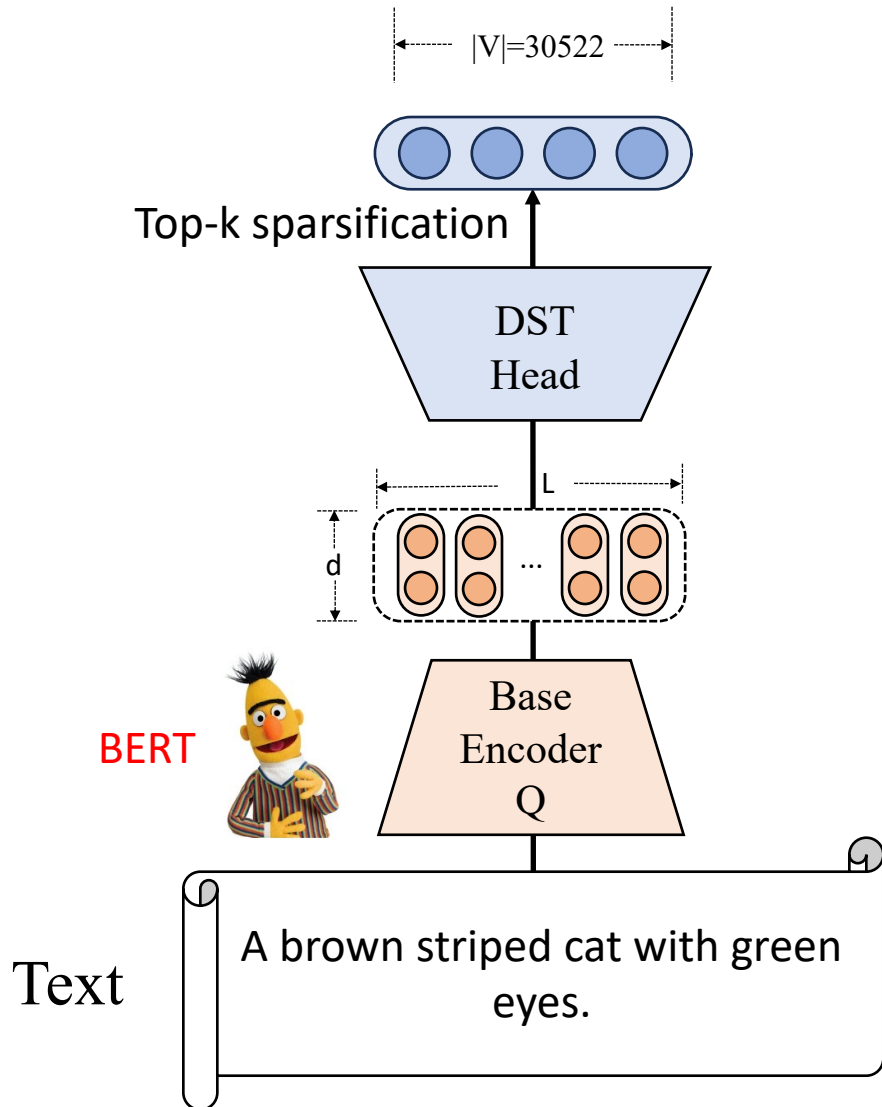 |V|=30522
Top-k sparsification
DST
Head
L
d
...
Base
Encoder
Q
BERT
Text
A brown striped cat with green
eyes.